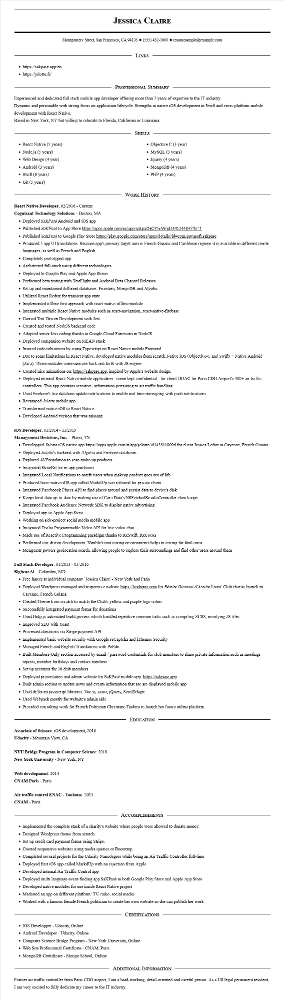 Jessica Claire
Montgomery Street, San Francisco, CA 94105 ◆ (555) 432-1000 ◆ resumesample@example.com
Links
• https://sakpase.app/en
• https://jolotte.fr/
Professional Summary
Experienced and dedicated full stack mobile app developer offering more than 7 years of expertise to the IT industry.
Dynamic and personable with strong focus on application lifecycle. Strengths in native iOS development in Swift and cross-platform mobile
development with React Native.
Based in New York, NY but willing to relocate to Florida, California or Louisiana.
Skills
• React Native (5 years)
• Node.js (5 years)
• Web Design (4 year)
• Android (3 years)
• Swift (6 years)
• Git (5 years)
• Objective C (3 year)
• MySQL (3 years)
• Jquery (4 years)
• MongoDB (4 years)
• PHP (4 years)
Work History
React Native Developer, 02/2016 - Current
Cognizant Technology Solutions – Boston, MA
• Deployed SaKPasé Android and iOS app
• Published SaKPasé to App Store https://apps.apple.com/us/app/sakpas%C3%A9/id1441244845?ls=1
• Published SaKPasé to Google Play Store https://play.google.com/store/apps/details?id=com.guyasoft.sakpase
• Produced 5 app UI translations. Because app's primary target area is French Guiana and Caribbean regions it is available in different creole
languages, as well as French and English
• Completely prototyped app
• Architected full-stack using different technologies
• Deployed to Google Play and Apple App Stores
• Performed beta testing with TestFlight and Android Beta Channel Releases
• Set up and maintained different databases: Firestore, MongoDB and Algolia
• Utilized React Redux for transient app state
• Implemented offline first approach with react-native-offline module
• Integrated multiple React Native modules such as react-navigation, react-native-firebase
• Carried Test-Driven Development with Jest
• Created and tested NodeJS backend code
• Adopted server-less coding thanks to Google Cloud Functions in NodeJS
• Deployed companion website on MEAN stack
• Insured code robustness by using Typescript on React Native mobile Frontend
• Due to some limitations in React Native, developed native modules from scratch Native iOS (Objective-C and Swift) + Native Android
(Java). Those modules communicate back and forth with JS engine
• Created nice animations on: https://sakpase.app, inspired by Apple's website design
• Deployed internal React Native mobile application - name kept confidential - for client DGAC for Paris CDG Airport's 300+ air traffic
controllers. This app contains sensitive, information pertaining to air traffic handling
• Used Firebase's live database update notifications to enable real time messaging with push notifications
• Revamped Jolotte mobile app
• Transformed native iOS to React Native
• Developed Android version that was missing
iOS Developer, 01/2014 - 11/2019
Management Decisions, Inc. – Plano, TX
• Developped Jolotte iOS native app https://apps.apple.com/tt/app/jolotte/id1435118096 for client Jessica Lefort in Cayenne, French Guiana
• Deployed Jolotte's backend with Algolia and Firebase databases
• Explored AVFoundation to scan make-up products
• Integrated StoreKit for in-app purchases
• Integrated Local Notifications to notify users when makeup product goes out of life
• Produced basic native iOS app called MarkdUp was released for private client
• Integrated Faceboook Places API to find places around and persist data to device's disk
• Keeps local data up-to-date by making use of Core Data's NSFetchedResultsController class keeps
• Integrated Facebook Audience Network SDK to display native advertising
• Deployed app to Apple App Store
• Working on side-project social media mobile app
• Integrated Twilio Programmable Video API for live video-chat
• Made use of Reactive Programming paradigm thanks to RxSwift, RxCocoa
• Performed test-driven development. Nimble's unit testing environments helps in testing for fatal error
• MongoDB powers geolocation search, allowing people to explore their surroundings and find other users around them
Full Stack Developer, 01/2013 - 03/2016
Bigbear.Ai – Columbia, MD
• Free lancer at individual company `Jessica Claire' - New York and Paris
• Deployed Wordpress-managed and responsive website https://lesdiams.com for Rémire Diamant d'Armire Lions' Club charity branch in
Cayenne, French Guiana
• Created Theme from scratch to match the Club's yellow and purple logo colors
• Successfully integrated payment forms for donations
• Used Gulp.js automated build process which handled repetitive common tasks such as compiling SCSS, minifying JS files
• Improved SEO with Yoast
• Processed donations via Stripe payment API
• Implemented basic website security with Google reCaptcha and iThemes Security
• Managed French and English Translations with PoEdit
• Built Members-Only section accessed by email / password credentials for club members to share private information such as meetings
reports, member birthdays and contact numbers
• Set up accounts for 30 club members
• Deployed presentation and admin website for SaKPasé mobile app: https://sakpase.app
• Built admin section to update news and events information that are are displayed mobile app
• Used different javascript libraries: Vue.js, axios, jQuery, ScrollMagic
• Used Webpack mostly for website's admin side
• Provided consulting work for French Politician Christiane Taubira to launch her future online platform
Education
Associate of Science: iOS development, 2018
Udacity - Mountain View, CA
NYU Bridge Program in Computer Science: 2018
New York University - New York, NY
Web development: 2014
CNAM Paris - Paris
Air traffic control ENAC - Toulouse: 2013
CNAM - Paris
Accomplishments
• Implemented the complete stack of a charity's website where people were allowed to donate money.
• Designed Wordpress theme from scratch
• Set up credit card payment forms using Stripe.
• Created responsive websites using media queries or Bootstrap.
• Completed several projects for the Udacity Nanodegree while being an Air Traffic Controller full-time
• Deployed first iOS app called MarkdUp with no rejection from Apple
• Developed internal Air Traffic Control app
• Deployed multi language event-finding app SaKPasé to both Google Play Store and Apple App Store
• Developed native modules for use inside React Native project
• Marketed an app on different platform: TV, radio, social media
• Worked with a famous female French politician to create her own website so she can publish her work
Certifications
• IOS Developper - Udacity, Online
• Android Developer - Udacity, Online
• Computer Science Bridge Program - New York University, Online
• Web Site Professional Certificate - CNAM, Paris
• MongoDB Ceritificate - Mongo School, Online
Additional Information
Former air traffic controller from Paris CDG airport, I am a hard-working, detail-oriented and careful person. As a US legal permanent resident,
I am very excited to fully dedicate my career to the IT industry.